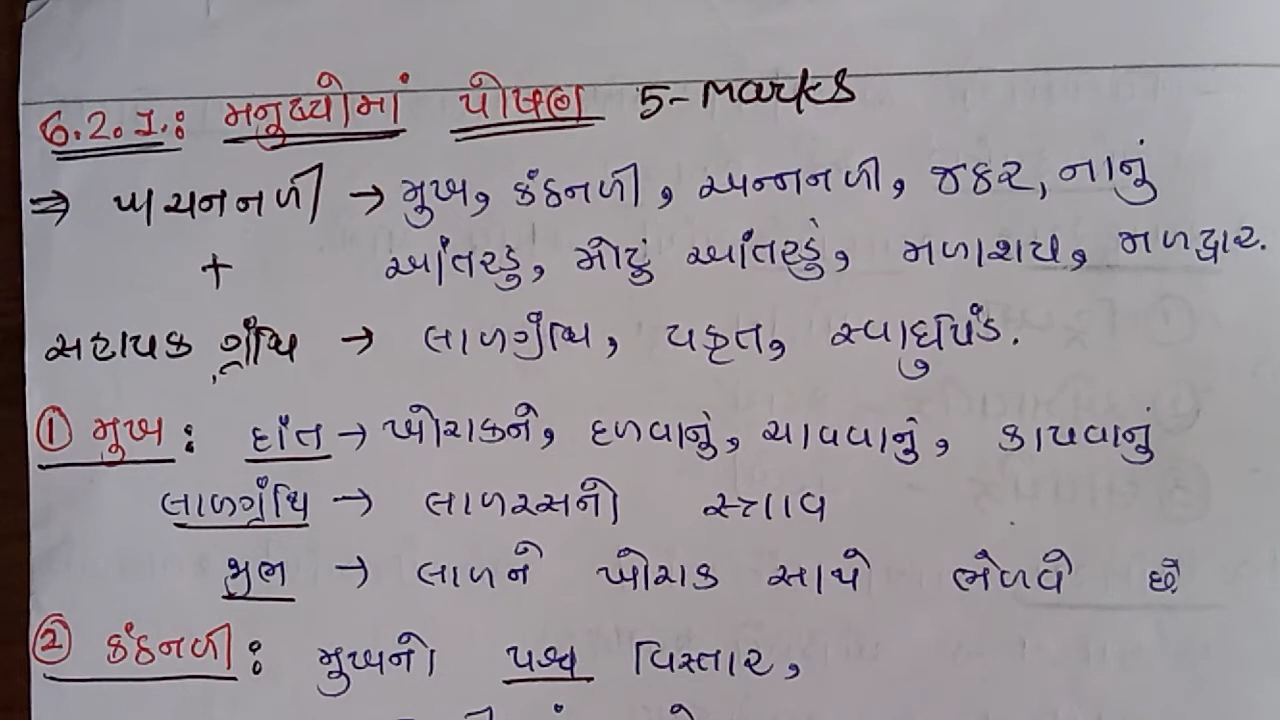 6.2.1.: મનુષ્યોમાં પોષણ 5-Marks
⇒ પાચનનળી → મુખ, કંઠનળી, અન્નનળી, જઠર, નાનું
+ આંતરડું, મોટું આંતરડું, મળાશય, મળદ્વાર.
સહાયક ગ્રંથિ → લાળગ્રંથિ, યકૃત, સ્વાદુપિંડ.
① મુખ : દાંત → ખોરાકને, દળવાનું, ચાવવાનું, કાપવાનું
લાળગ્રંથિ → લાળરસનો સ્ત્રાવ
જીભ → લાળને ખોરાક સાથે ભેળવે છે
② કંઠનળી : મુખનો પશ્ચ વિસ્તાર,